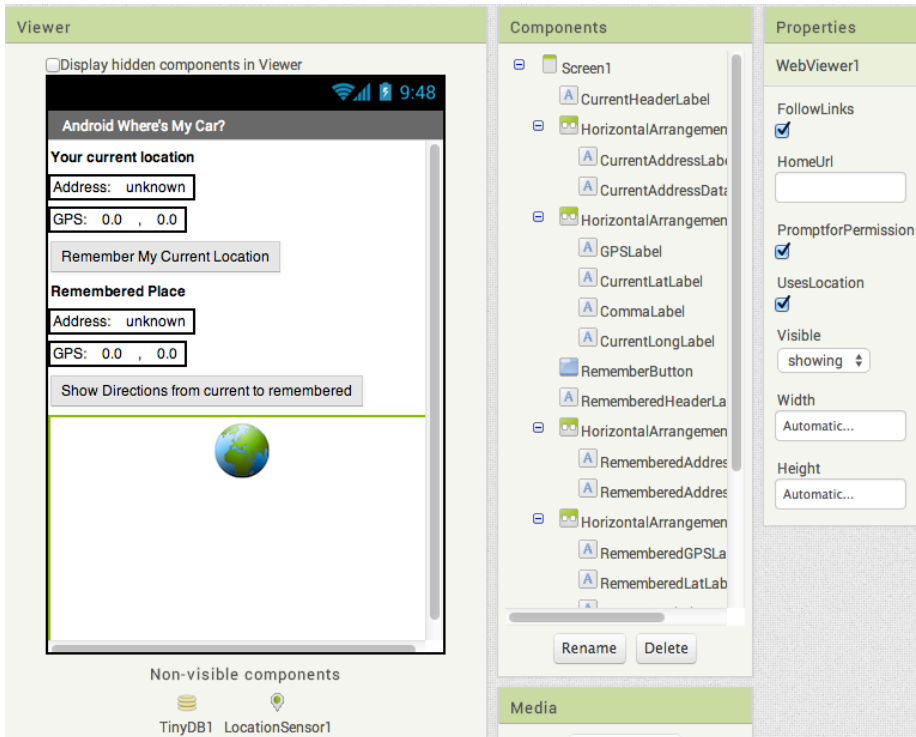 Viewer
Display hidden components in Viewer
9:48
Android Where's My Car?
Your current location
Address: unknown
GPS: 0.0 , 0.0
Remember My Current Location
Remembered Place
Address: unknown
GPS: 0.0 , 0.0
Show Directions from current to remembered
Non-visible components
TinyDB1 LocationSensor1
Components
Screen1
A CurrentHeaderLabel
HorizontalArrangemen
A CurrentAddressLab
A CurrentAddressData
HorizontalArrangemen
A GPSLabel
A CurrentLatLabel
A CommaLabel
A CurrentLongLabel
RememberButton
A RememberedHeaderLa
HorizontalArrangemen
A RememberedAddres
A RememberedAddres
HorizontalArrangemen
A RememberedGPSLa
A RememberedLatLab
Rename Delete
Media
Properties
WebViewer1
FollowLinks
HomeUrl
PromptforPermission
UsesLocation
Visible
showing
Width
Automatic...
Height
Automatic...